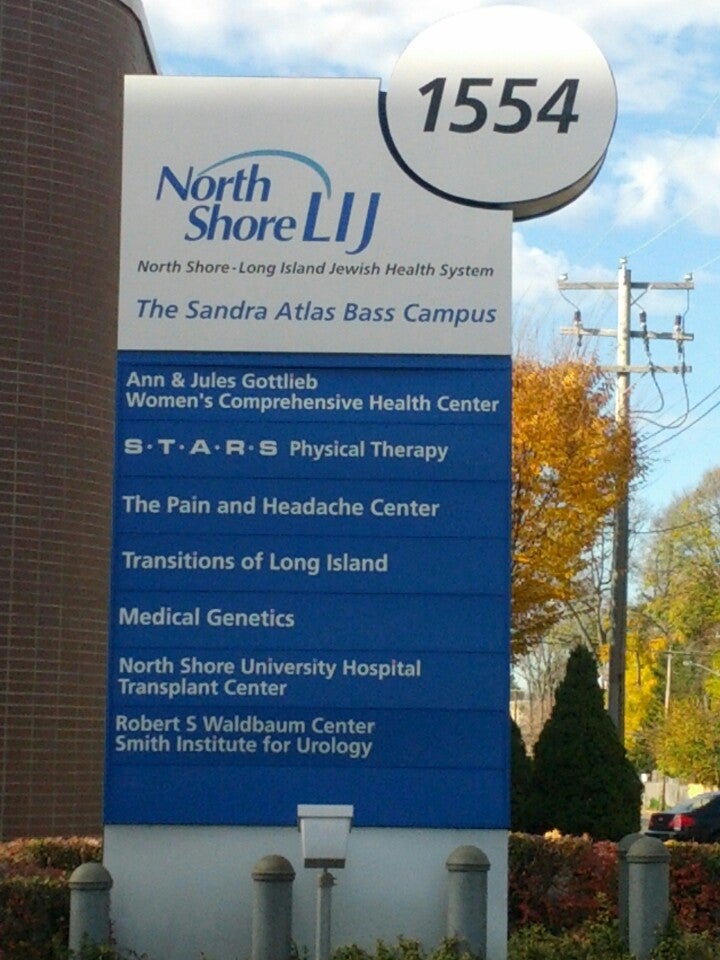 1554
North
Shore LIJ
North Shore-Long Island Jewish Health System
The Sandra Atlas Bass Campus
Ann & Jules Gottlieb
Women's Comprehensive Health Center
S·T·A·R·S Physical Therapy
The Pain and Headache Center
Transitions of Long Island
Medical Genetics
North Shore University Hospital
Transplant Center
Robert S Waldbaum Center
Smith Institute for Urology